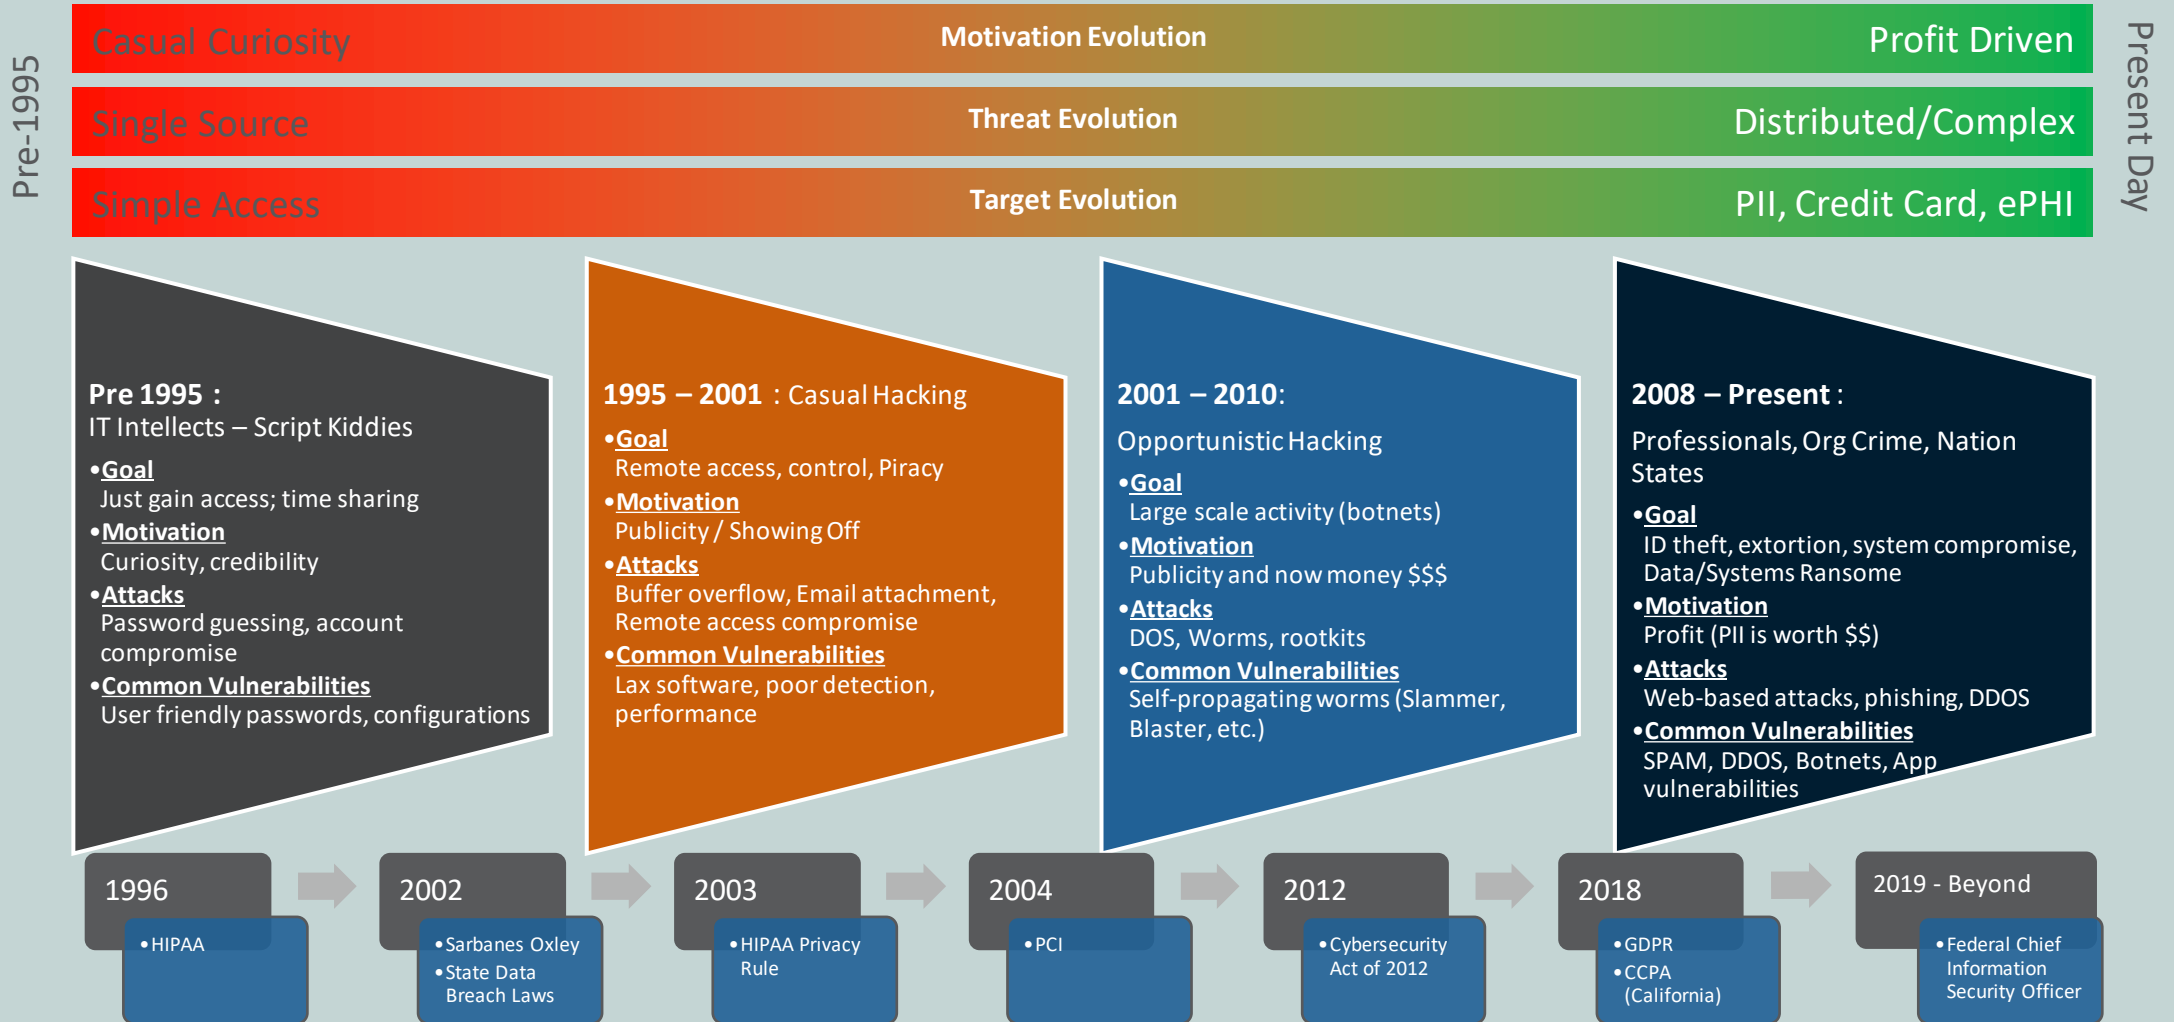 Pre-1995
Casual Curiosity
Motivation Evolution
Profit Driven
Single Source
Threat Evolution
Distributed/Complex
Simple Access
Target Evolution
PII, Credit Card, ePHI
Present Day
Pre 1995 :
IT Intellects – Script Kiddies
•Goal
Just gain access; time sharing
•Motivation
Curiosity, credibility
•Attacks
Password guessing, account
compromise
•Common Vulnerabilities
User friendly passwords, configurations
1995 – 2001 : Casual Hacking
•Goal
Remote access, control, Piracy
•Motivation
Publicity / Showing Off
•Attacks
Buffer overflow, Email attachment,
Remote access compromise
•Common Vulnerabilities
Lax software, poor detection,
performance
2001 – 2010:
Opportunistic Hacking
•Goal
Large scale activity (botnets)
•Motivation
Publicity and now money $$$
•Attacks
DOS, Worms, rootkits
•Common Vulnerabilities
Self-propagating worms (Slammer,
Blaster, etc.)
2008 – Present :
Professionals, Org Crime, Nation
States
•Goal
ID theft, extortion, system compromise,
Data/Systems Ransome
•Motivation
Profit (PII is worth $$)
•Attacks
Web-based attacks, phishing, DDOS
•Common Vulnerabilities
SPAM, DDOS, Botnets, App
vulnerabilities
1996
•HIPAA
2002
•Sarbanes Oxley
•State Data
Breach Laws
2003
•HIPAA Privacy
Rule
2004
•PCI
2012
•Cybersecurity
Act of 2012
2018
•GDPR
•CCPA
(California)
2019 - Beyond
•Federal Chief
Information
Security Officer